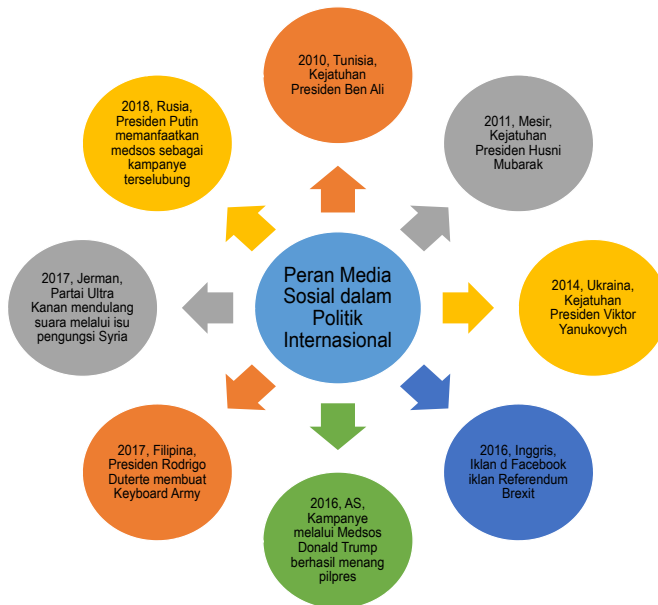 2010, Tunisia,
Kejatuhan
Presiden Ben Ali
2011, Mesir,
Kejatuhan
Presiden Husni
Mubarak
2014, Ukraina,
Kejatuhan
Presiden Viktor
Yanukovych
2016, Inggris,
Iklan d Facebook
iklan Referendum
Brexit
2016, AS,
Kampanye
melalui Medsos
Donald Trump
berhasil menang
pilpres
2017, Filipina,
Presiden Rodrigo
Duterte membuat
Keyboard Army
2017, Jerman,
Partai Ultra
Kanan mendulang
suara melalui isu
pengungsi Syria
2018, Rusia,
Presiden Putin
memanfaatkan
medsos sebagai
kampanye
terselubung
Peran Media
Sosial dalam
Politik
Internasional